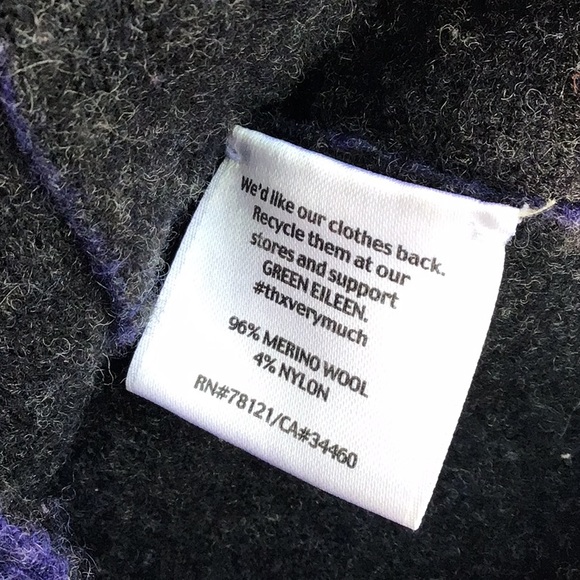 We'd like our clothes back.
Recycle them at our
stores and support
GREEN EILEEN.
#thxverymuch
96% MERINO WOOL
4% NYLON
RN#78121/CA#34460